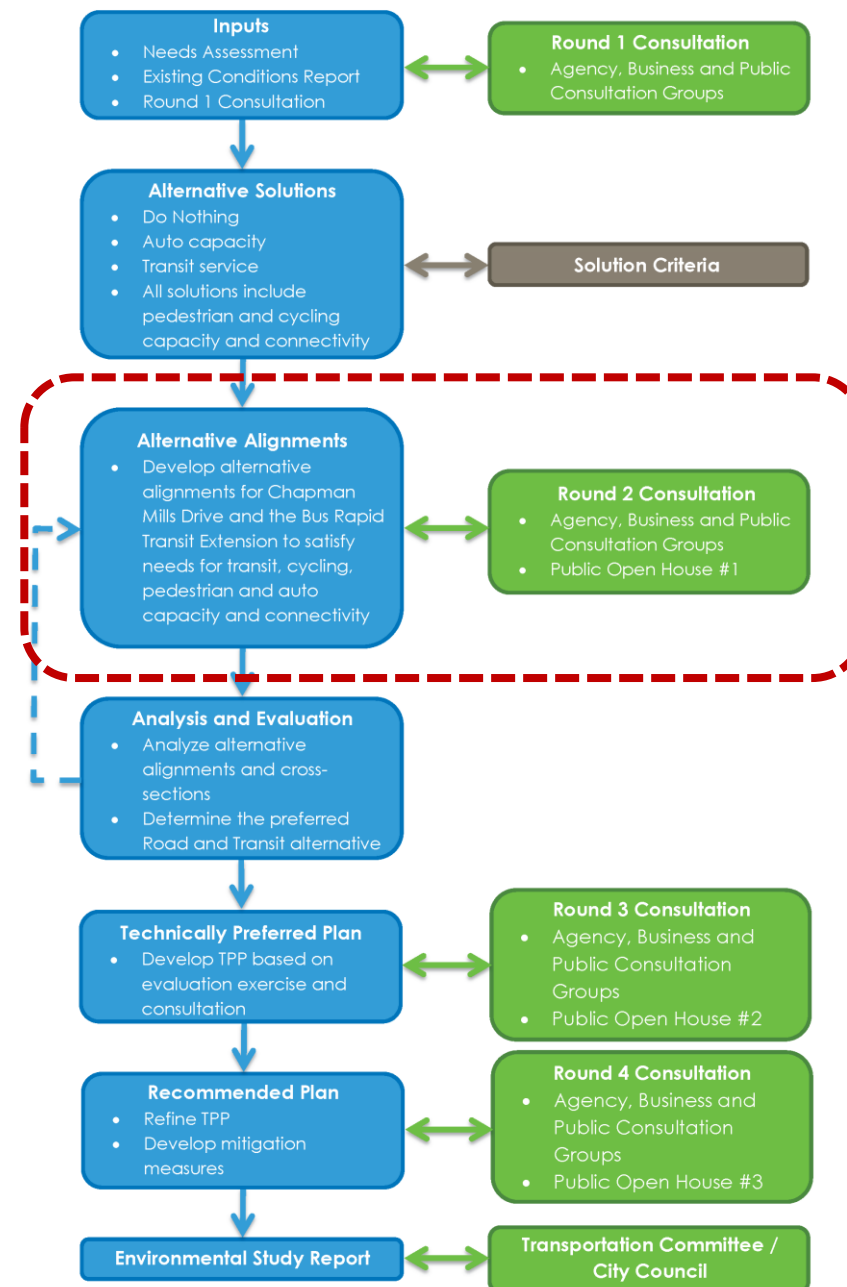 Inputs
• Needs Assessment
• Existing Conditions Report
• Round 1 Consultation
Round 1 Consultation
• Agency, Business and Public
Consultation Groups
Alternative Solutions
• Do Nothing
• Auto capacity
• Transit service
• All solutions include
pedestrian and cycling
capacity and connectivity
Solution Criteria
Alternative Alignments
• Develop alternative
alignments for Chapman
Mills Drive and the Bus Rapid
Transit Extension to satisfy
needs for transit, cycling,
pedestrian and auto
capacity and connectivity
Round 2 Consultation
• Agency, Business and Public
Consultation Groups
• Public Open House #1
Analysis and Evaluation
• Analyze alternative
alignments and cross-
sections
• Determine the preferred
Road and Transit alternative
Technically Preferred Plan
• Develop TPP based on
evaluation exercise and
consultation
Round 3 Consultation
• Agency, Business and
Public Consultation
Groups
• Public Open House #2
Recommended Plan
• Refine TPP
• Develop mitigation
measures
Round 4 Consultation
• Agency, Business and
Public Consultation
Groups
• Public Open House #3
Environmental Study Report
Transportation Committee /
City Council